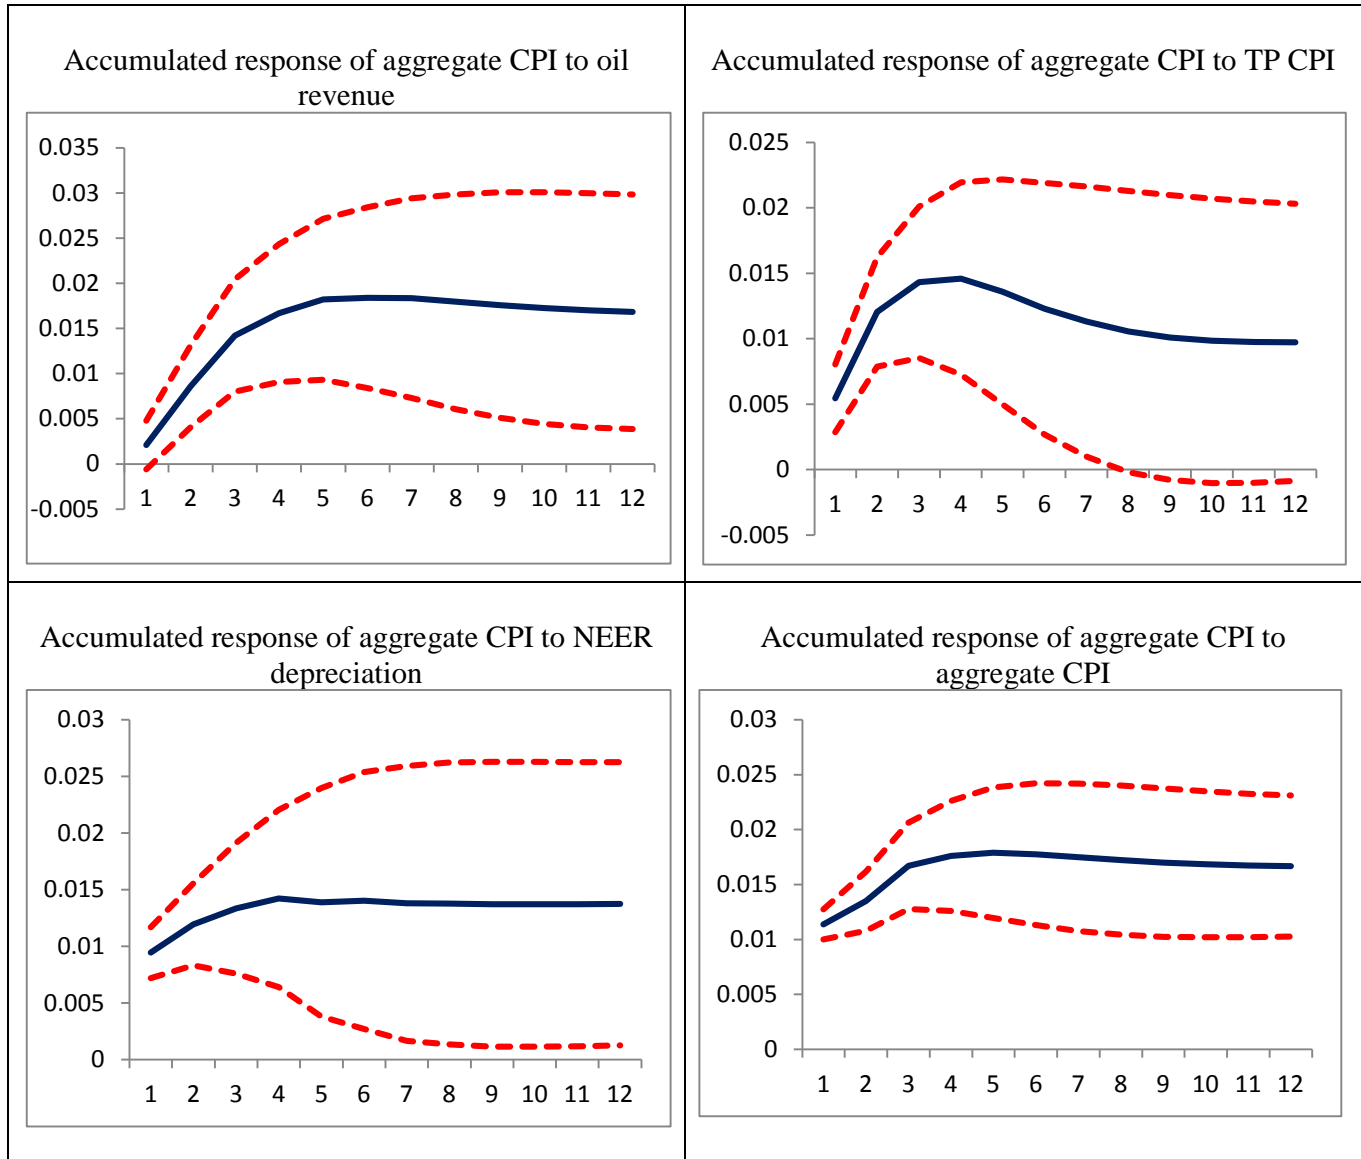 Accumulated response of aggregate CPI to oil
revenue
0.035
0.03
0.025
0.02
0.015
0.01
0.005
0
-0.005
1 2 3 4 5 6 7 8 9 10 11 12
Accumulated response of aggregate CPI to TP CPI
0.025
0.02
0.015
0.01
0.005
0
-0.005
1 2 3 4 5 6 7 8 9 10 11 12
Accumulated response of aggregate CPI to NEER
depreciation
0.03
0.025
0.02
0.015
0.01
0.005
0
1 2 3 4 5 6 7 8 9 10 11 12
Accumulated response of aggregate CPI to
aggregate CPI
0.03
0.025
0.02
0.015
0.01
0.005
0
1 2 3 4 5 6 7 8 9 10 11 12